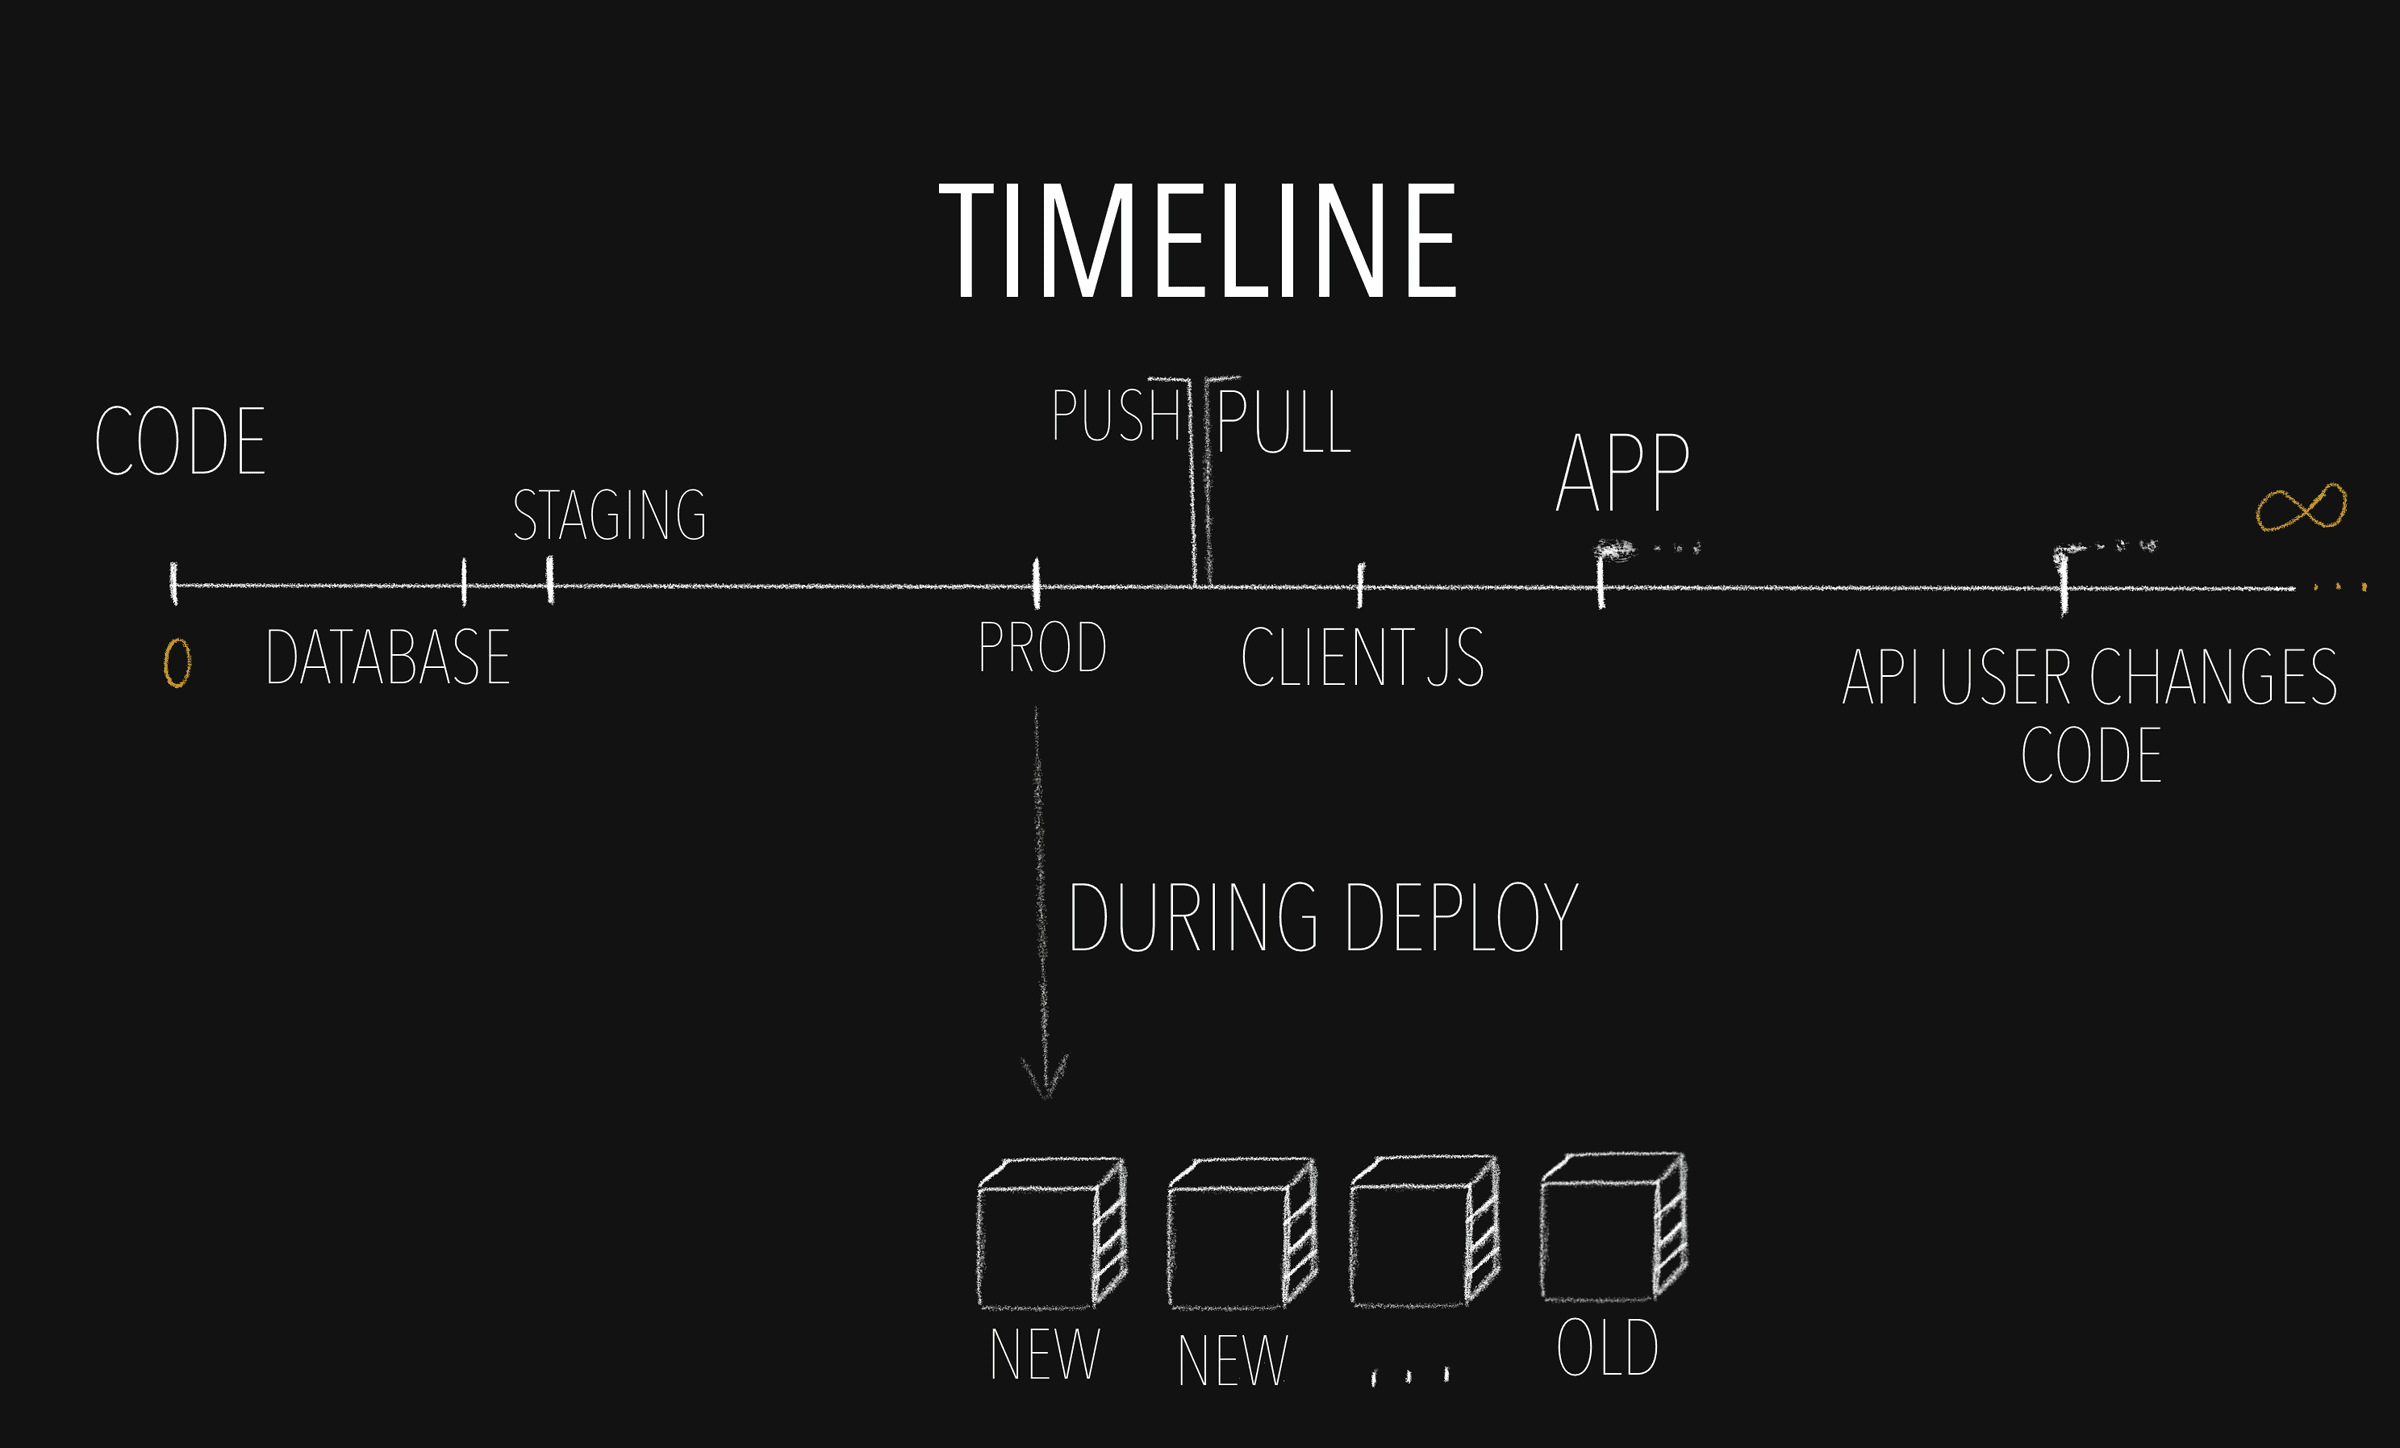 TIMELINE
PUSH PULL
CODE
APP
STAGING
∞
0
DATABASE
PROD
CLIENT JS
API USER CHANGES
CODE
DURING DEPLOY
NEW
NEW
...
OLD